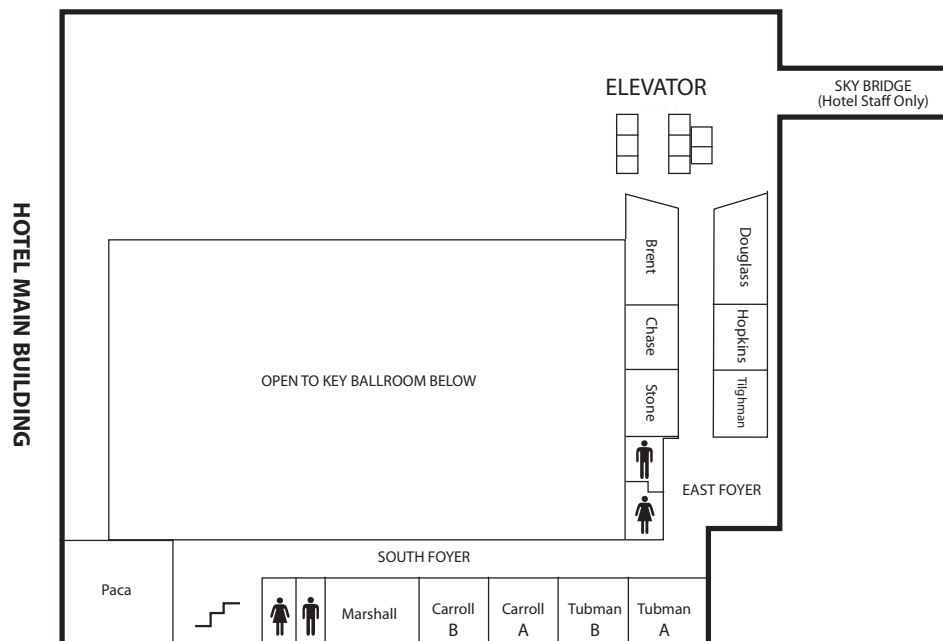 ELEVATOR
SKY BRIDGE
(Hotel Staff Only)
HOTEL MAIN BUILDING
Brent
Douglass
Chase
Hopkins
OPEN TO KEY BALLROOM BELOW
Stone
Tilghman
EAST FOYER
SOUTH FOYER
Paca
Marshall
Carroll
B
Carroll
A
Tubman
B
Tubman
A